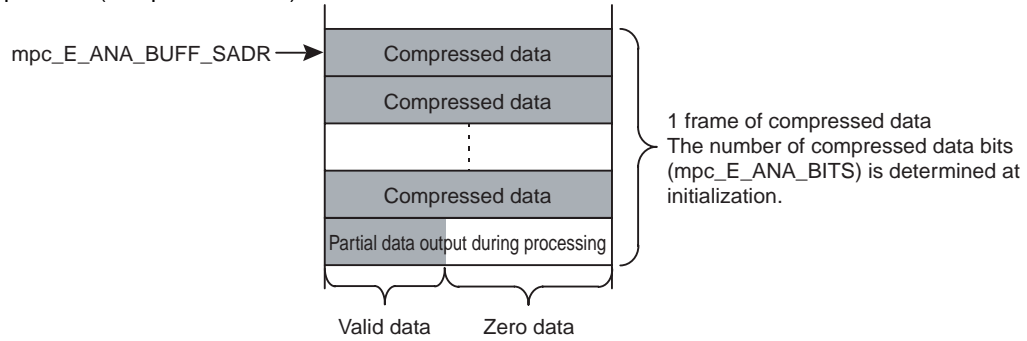 mpc_E_ANA_BUFF_SADR
Compressed data
Compressed data
Compressed data
Partial data output during processing
1 frame of compressed data
The number of compressed data bits
(mpc_E_ANA_BITS) is determined at
initialization.
Valid data
Zero data